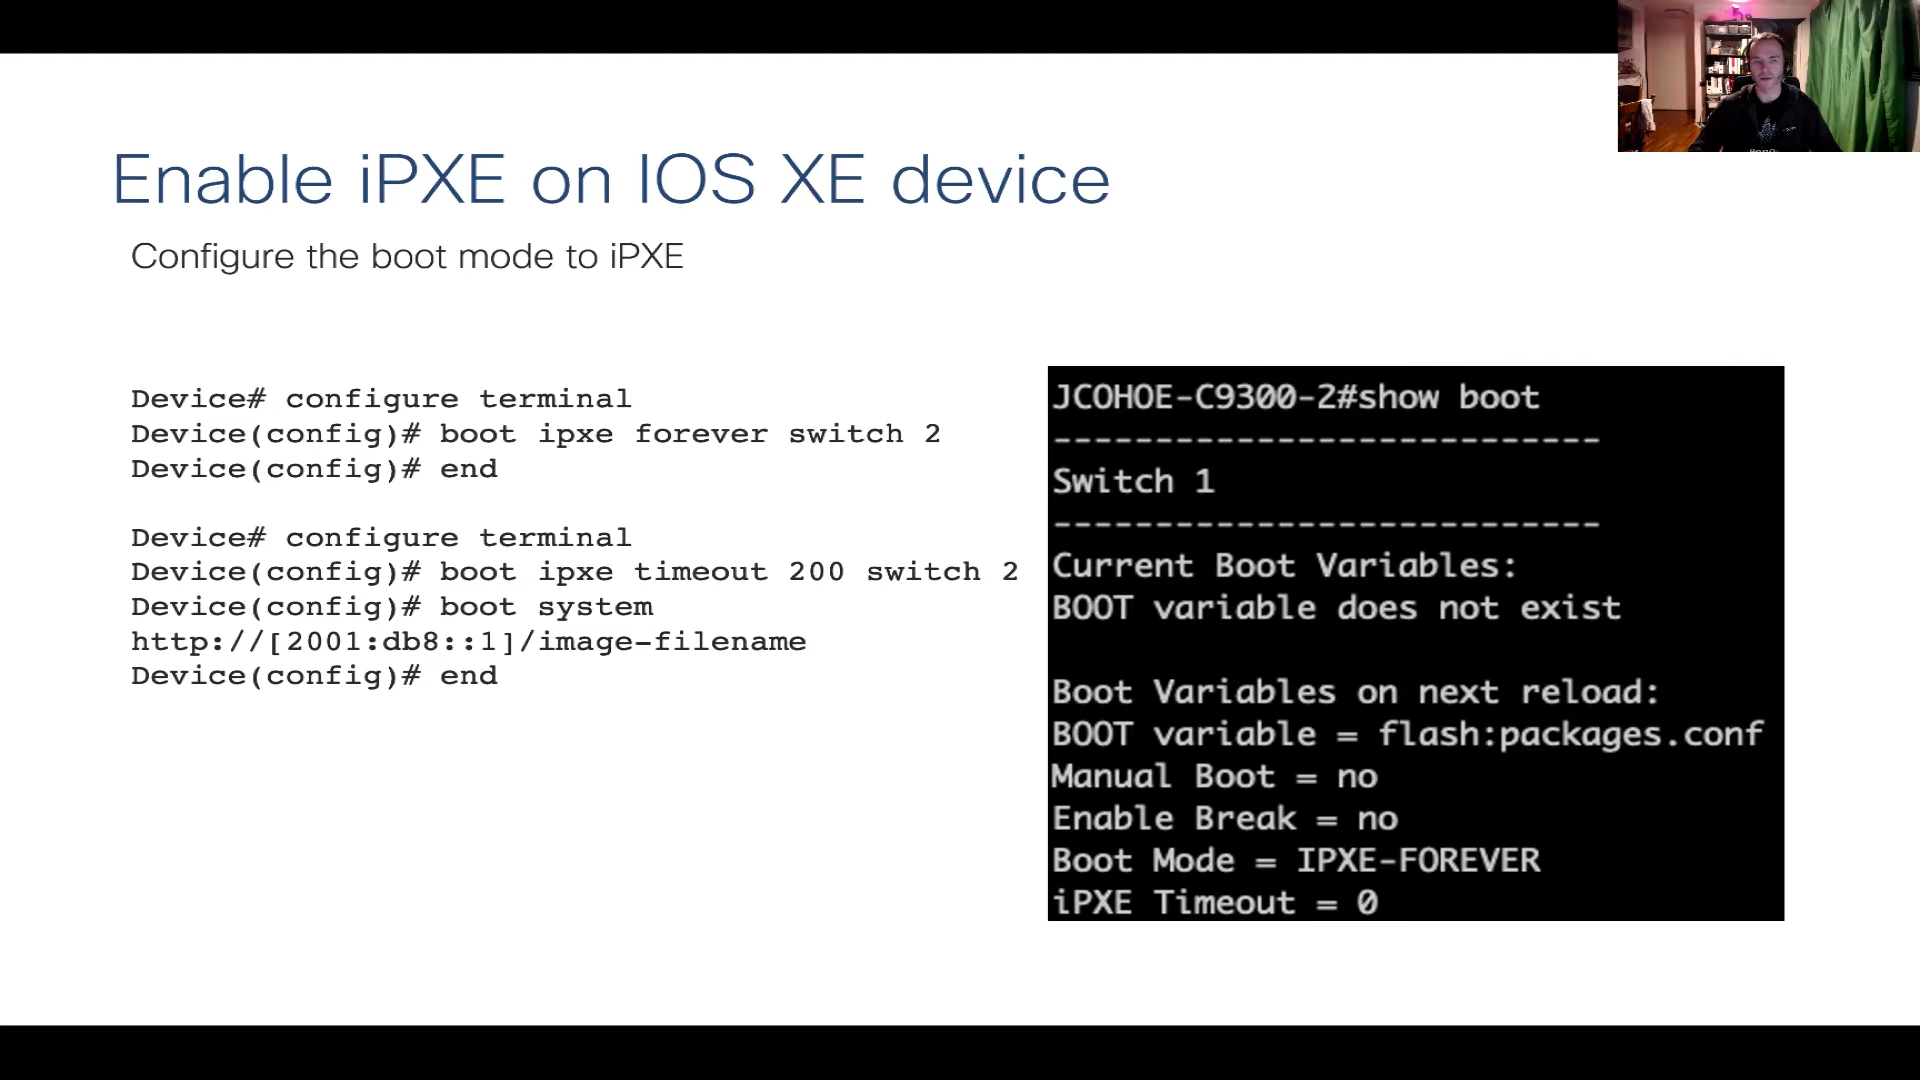 Enable iPXE on IOS XE device
Configure the boot mode to iPXE
Device# configure terminal
Device(config)# boot ipxe forever switch 2
Device(config)# end
Device# configure terminal
Device(config)# boot ipxe timeout 200 switch 2
Device(config)# boot system
http://[2001:db8::1]/image-filename
Device(config)# end
JCOHOE-C9300-2#show boot
---------------------------
Switch 1
---------------------------
Current Boot Variables:
BOOT variable does not exist
Boot Variables on next reload:
BOOT variable = flash:packages.conf
Manual Boot = no
Enable Break = no
Boot Mode = IPXE-FOREVER
iPXE Timeout = 0